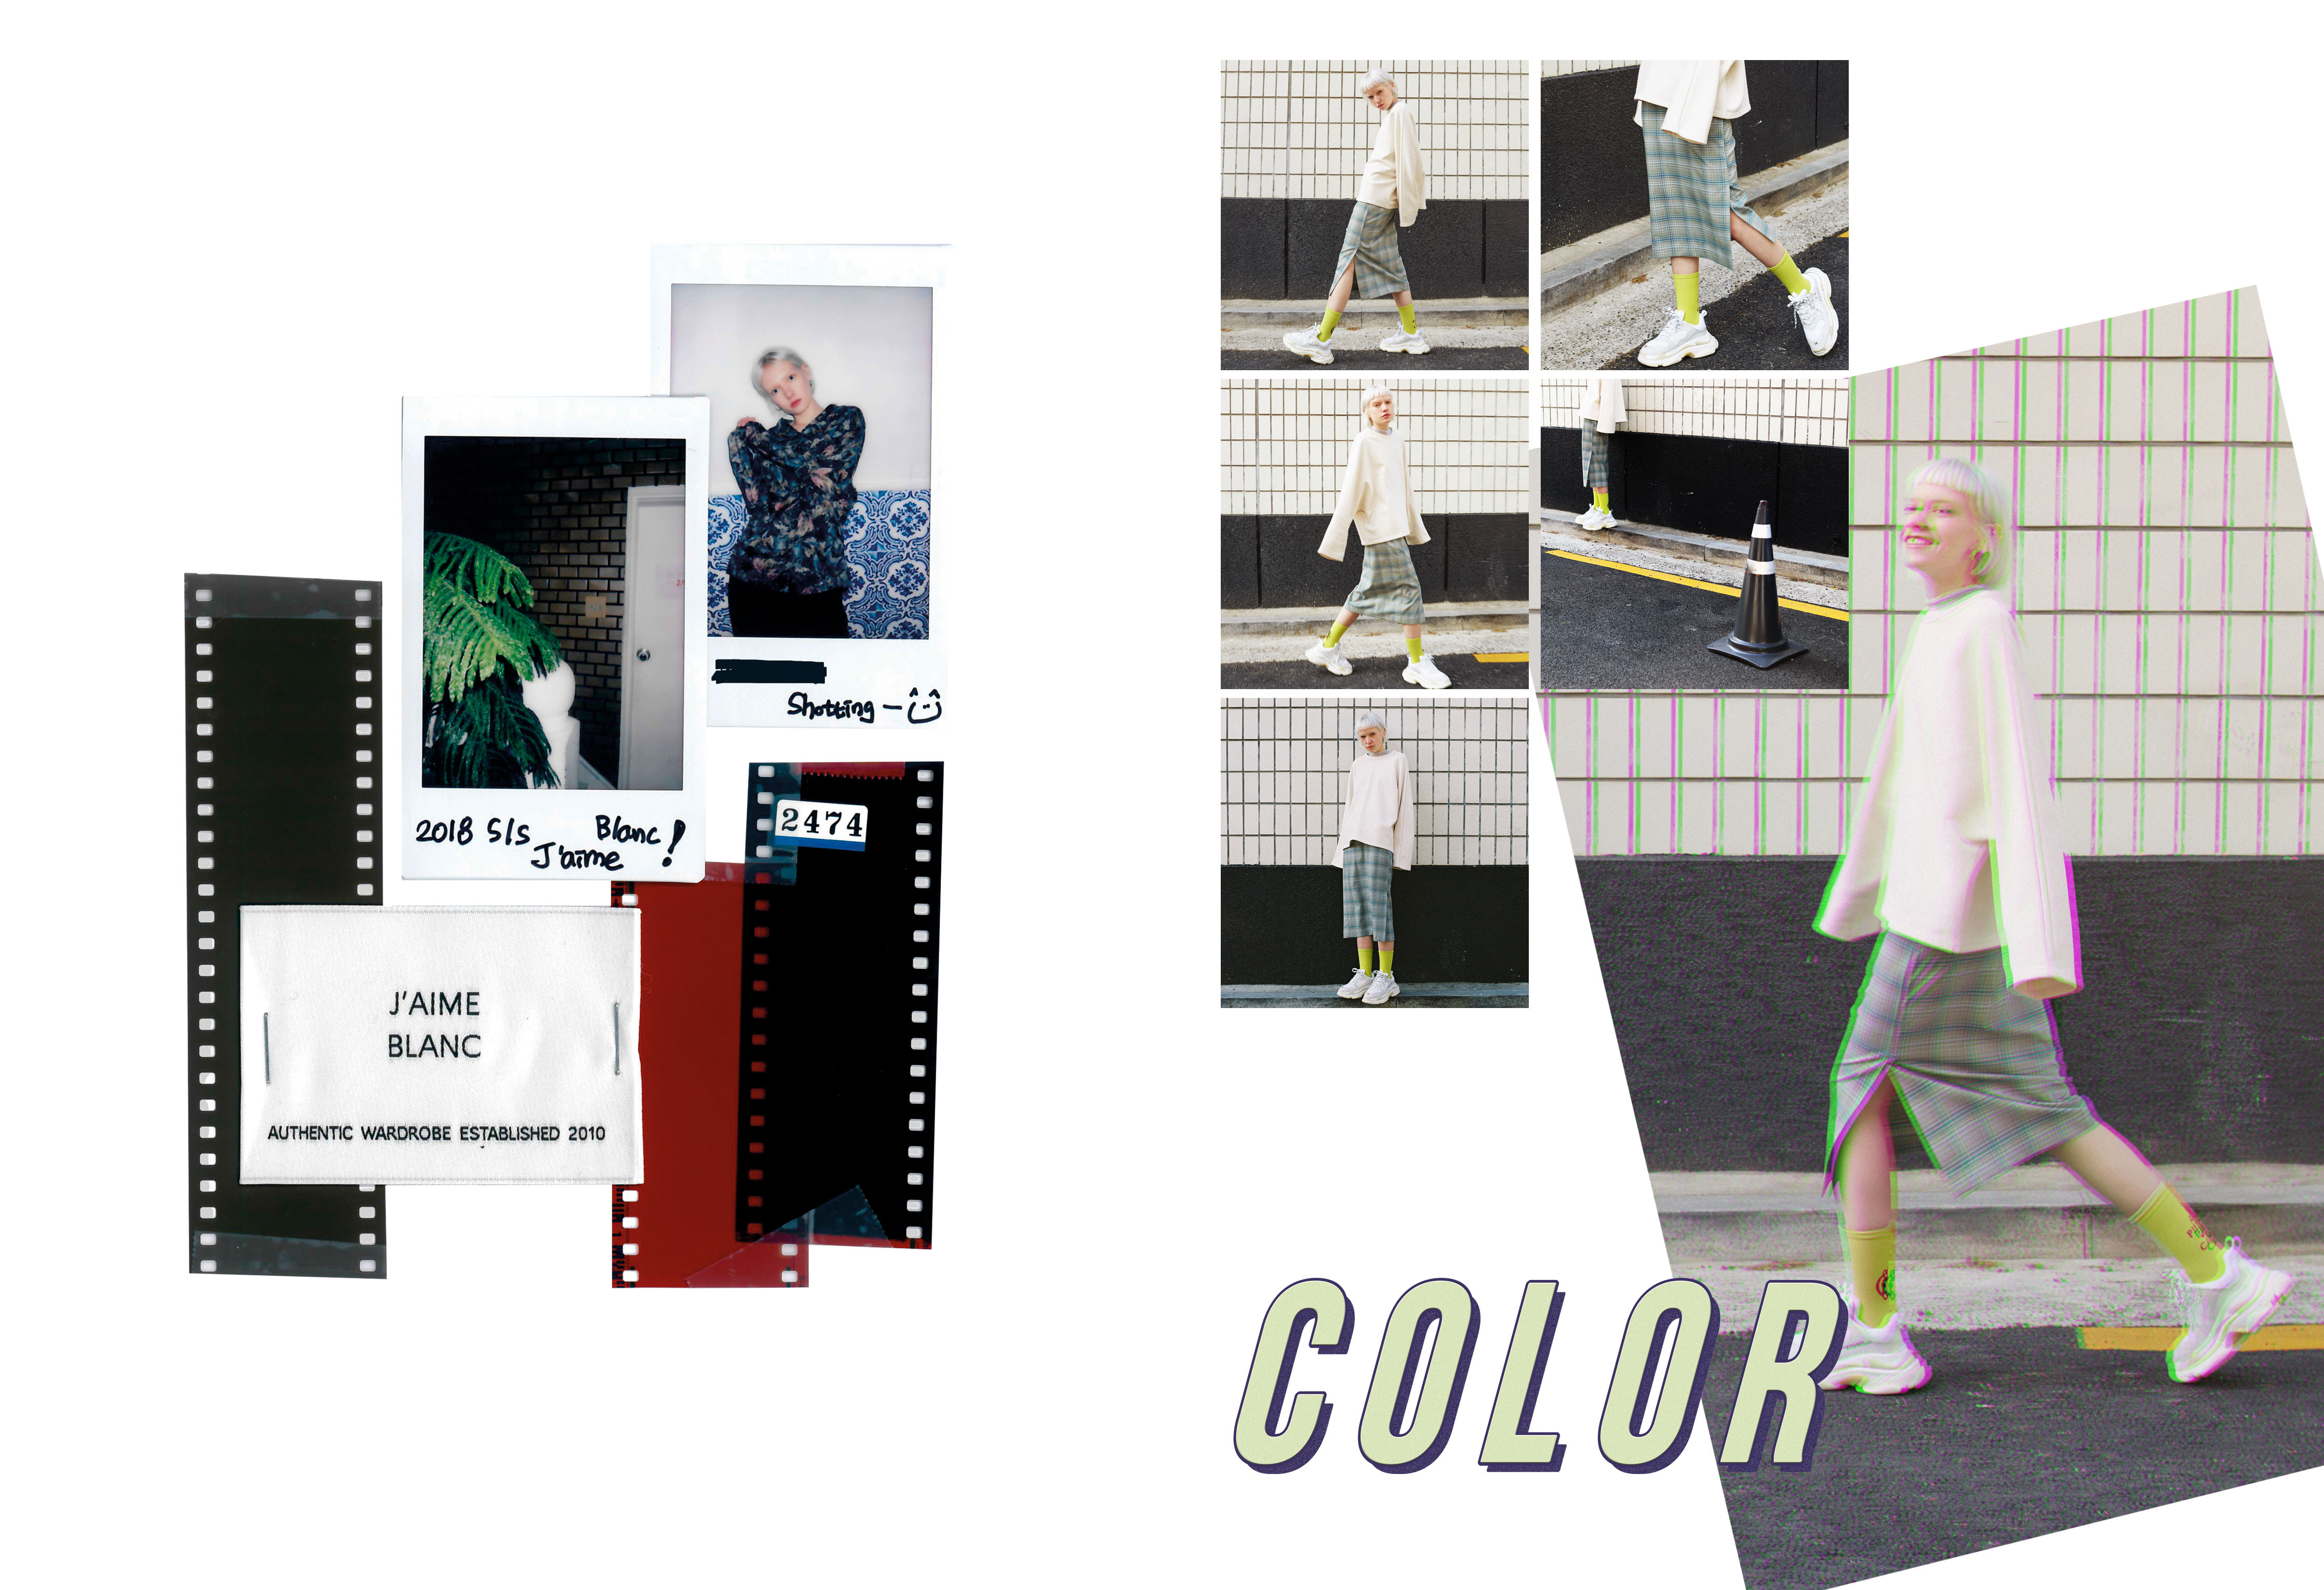 Shotting – 
2018 S/S Blanc
J'aime !
2474
J'AIME
BLANC
AUTHENTIC WARDROBE ESTABLISHED 2010
COLOR